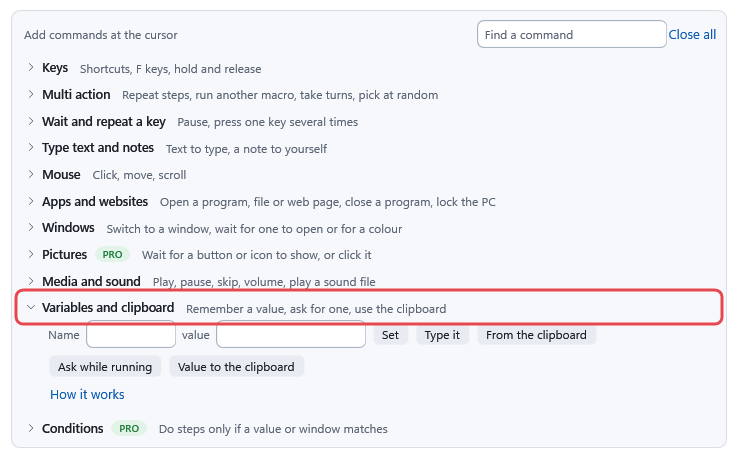 Add commands at the cursor Find a command Close all
Keys Shortcuts, F keys, hold and release
Multi action Repeat steps, run another macro, take turns, pick at random
Wait and repeat a key Pause, press one key several times
Type text and notes Text to type, a note to yourself
Mouse Click, move, scroll
Apps and websites Open a program, file or web page, close a program, lock the PC
Windows Switch to a window, wait for one to open or for a colour
Pictures PRO Wait for a button or icon to show, or click it
Media and sound Play, pause, skip, volume, play a sound file
Variables and clipboard Remember a value, ask for one, use the clipboard
Name value Set Type it From the clipboard
Ask while running Value to the clipboard
How it works
Conditions PRO Do steps only if a value or window matches